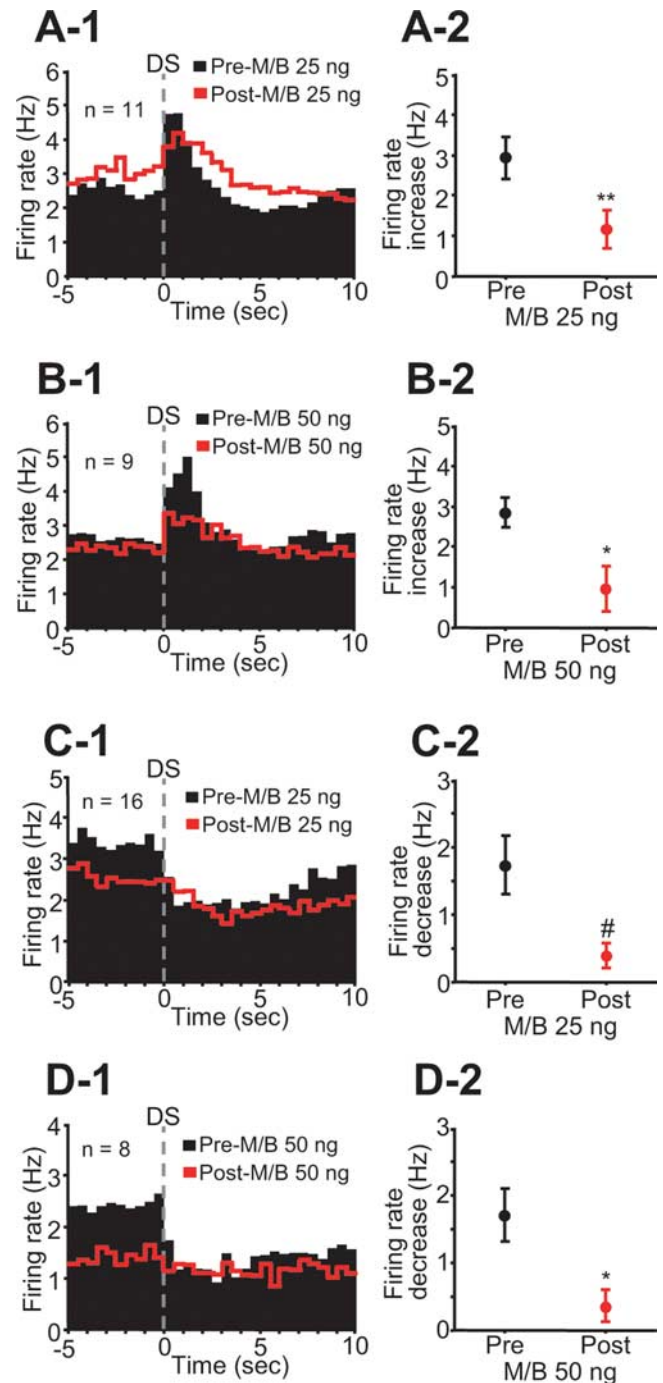 A-1
DS
Pre-M/B 25 ng
Post-M/B 25 ng
n = 11
Firing rate (Hz)
6
5
4
3
2
1
0
-5 0 5 10
Time (sec)
A-2
Firing rate
increase (Hz)
5
4
3
2
1
0
**
Pre Post
M/B 25 ng
B-1
DS
Pre-M/B 50 ng
Post-M/B 50 ng
n = 9
Firing rate (Hz)
6
5
4
3
2
1
0
-5 0 5 10
Time (sec)
B-2
Firing rate
increase (Hz)
5
4
3
2
1
0
*
Pre Post
M/B 50 ng
C-1
DS
Pre-M/B 25 ng
Post-M/B 25 ng
n = 16
Firing rate (Hz)
5
4
3
2
1
0
-5 0 5 10
Time (sec)
C-2
Firing rate
decrease (Hz)
3
2
1
0
#
Pre Post
M/B 25 ng
D-1
DS
Pre-M/B 50 ng
Post-M/B 50 ng
n = 8
Firing rate (Hz)
4
3
2
1
0
-5 0 5 10
Time (sec)
D-2
Firing rate
decrease (Hz)
3
2
1
0
*
Pre Post
M/B 50 ng